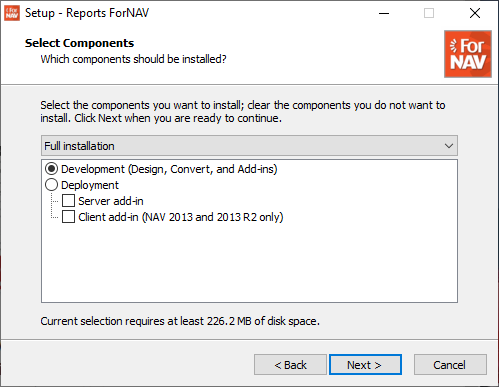 Setup - Reports ForNAV
Select Components
Which components should be installed?
For
NAV
Select the components you want to install; clear the components you do not want to
install. Click Next when you are ready to continue.
Full installation
Development (Design, Convert, and Add-ins)
Deployment
Server add-in
Client add-in (NAV 2013 and 2013 R2 only)
Current selection requires at least 226.2 MB of disk space.
< Back
Next >
Cancel